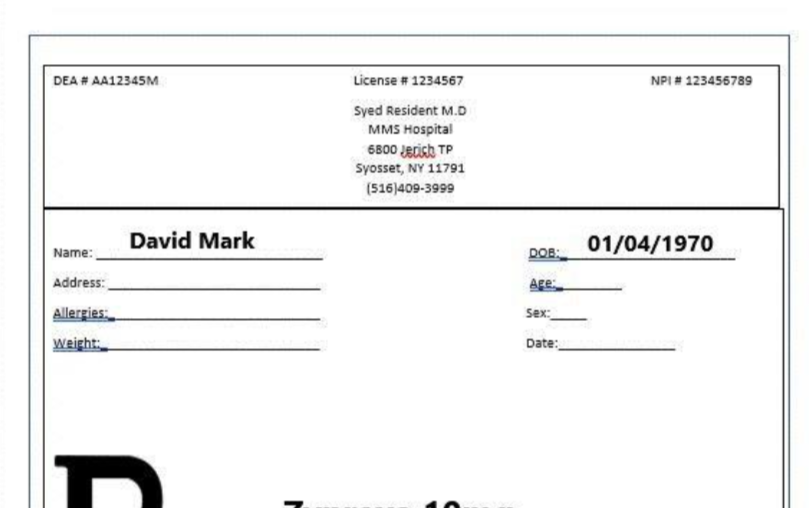 DEA # AA12345M License # 1234567 NPI # 123456789
Syed Resident M.D
MMS Hospital
6800 Jerich TP
Syosset, NY 11791
(516)409-3999
Name: David Mark DOB: 01/04/1970
Address: Age:
Allergies: Sex:
Weight: Date: